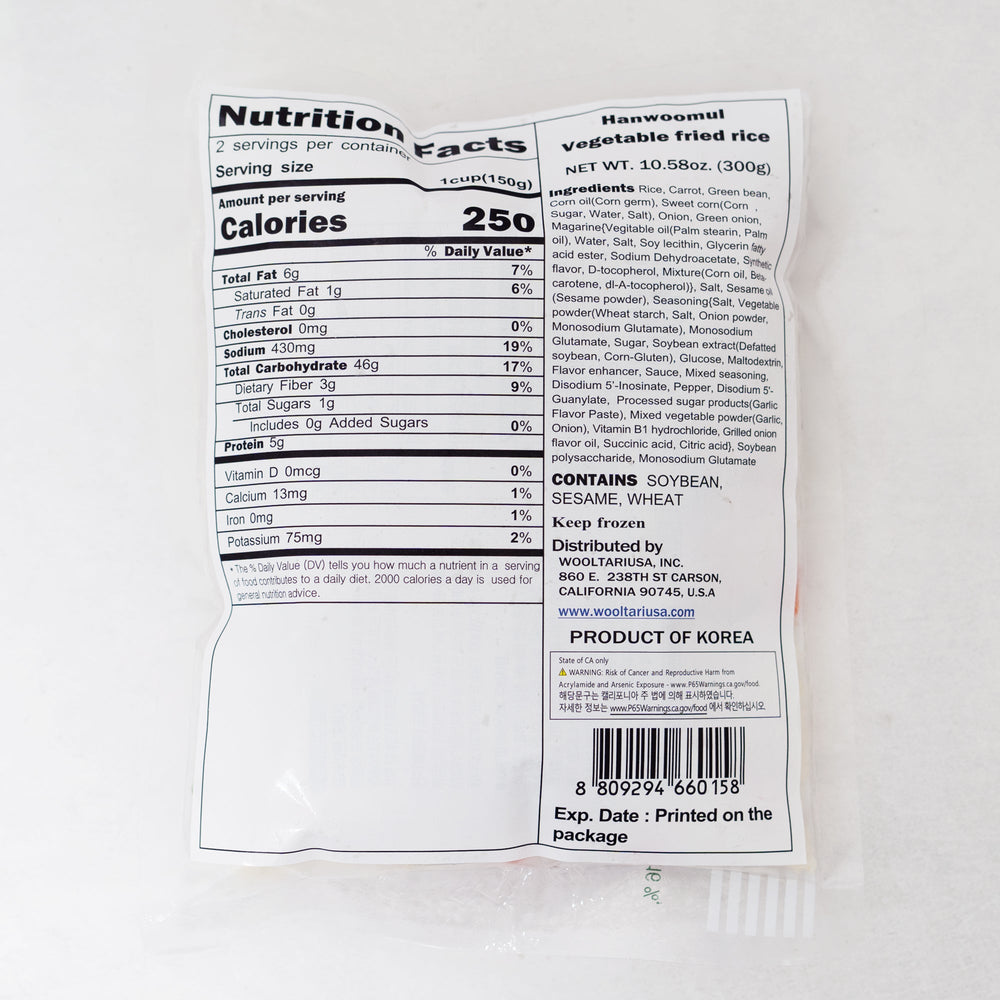 Nutrition Facts
2 servings per container
Serving size 1cup(150g)
Amount per serving
Calories 250
% Daily Value*
Total Fat 6g 7%
Saturated Fat 1g 6%
Trans Fat 0g
Cholesterol 0mg 0%
Sodium 430mg 19%
Total Carbohydrate 46g 17%
Dietary Fiber 3g 9%
Total Sugars 1g
Includes 0g Added Sugars 0%
Protein 5g
Vitamin D 0mcg 0%
Calcium 13mg 1%
Iron 0mg 1%
Potassium 75mg 2%
* The % Daily Value (DV) tells you how much a nutrient in a serving
of food contributes to a daily diet. 2000 calories a day is used for
general nutrition advice.
Hanwoomul
Vegetable fried rice
NET WT. 10.58oz. (300g)
Ingredients Rice, Carrot, Green bean,
Corn oil(Corn germ), Sweet corn(Corn ,
Sugar, Water, Salt), Onion, Green onion,
Magarine{Vegitable oil(Palm stearin, Palm
oil), Water, Salt, Soy lecithin, Glycerin fatty
acid ester, Sodium Dehydroacetate, Synthetic
flavor, D-tocopherol, Mixture(Corn oil, Beta-
carotene, dl-A-tocopherol)}, Salt, Sesame oil
(Sesame powder), Seasoning{Salt, Vegetable
powder(Wheat starch, Salt, Onion powder,
Monosodium Glutamate), Monosodium
Glutamate, Sugar, Soybean extract(Defatted
soybean, Corn-Gluten), Glucose, Maltodextrin,
Flavor enhancer, Sauce, Mixed seasoning,
Disodium 5'-Inosinate, Pepper, Disodium 5'-
Guanylate, Processed sugar products(Garlic
Flavor Paste), Mixed vegetable powder(Garlic,
Onion), Vitamin B1 hydrochloride, Grilled onion
flavor oil, Succinic acid, Citric acid}, Soybean
polysaccharide, Monosodium Glutamate
CONTAINS SOYBEAN,
SESAME, WHEAT
Keep frozen
Distributed by
WOOLTARIUSA, INC.
860 E. 238TH ST CARSON,
CALIFORNIA 90745, U.S.A
www.wooltariusa.com
PRODUCT OF KOREA
State of CA only
⚠ WARNING: Risk of Cancer and Reproductive Harm from
Acrylamide and Arsenic Exposure - www.P65Warnings.ca.gov/food.
해당문구는 캘리포니아 주 법에 의해 표시하였습니다.
자세한 정보는 www.P65Warnings.ca.gov/food 에서 확인하십시오.
8 809294 660158
Exp. Date : Printed on the
package